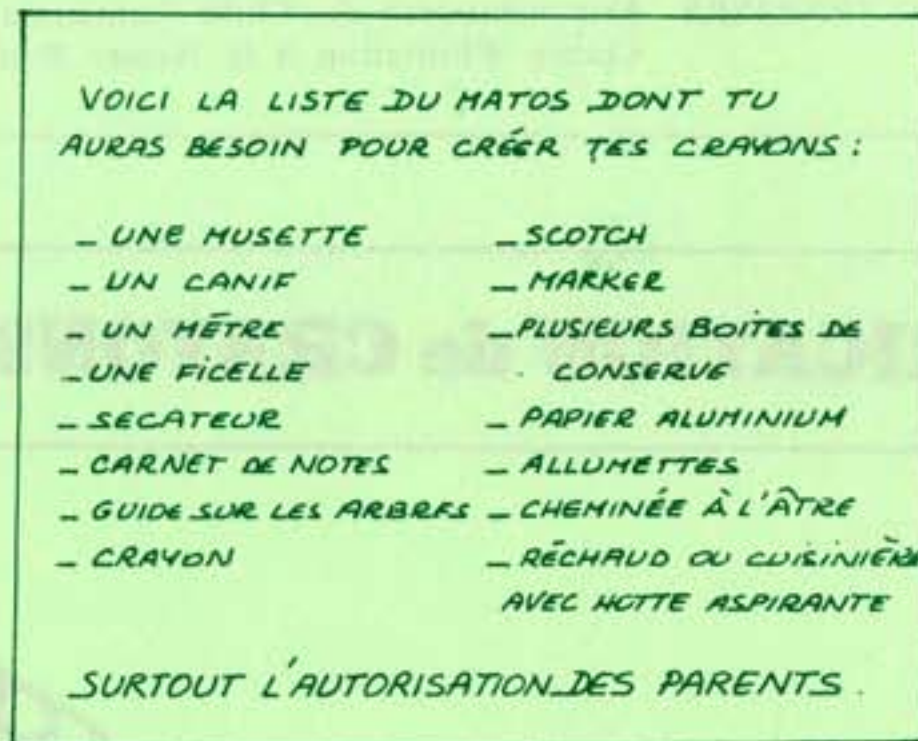 VOICI LA LISTE DU MATOS DONT TU
AURAS BESOIN POUR CRÉER TES CRAYONS :
_ UNE MUSETTE
_ UN CANIF
_ UN MÈTRE
_ UNE FICELLE
_ SECATEUR
_ CARNET DE NOTES
_ GUIDE SUR LES ARBRES
_ CRAYON
_ SCOTCH
_ MARKER
_ PLUSIEURS BOITES DE
CONSERVE
_ PAPIER ALUMINIUM
_ ALLUMETTES
_ CHEMINÉE À L'ÂTRE
_ RÉCHAUD OU CUISINIÈRE
AVEC HOTTE ASPIRANTE
_SURTOUT L'AUTORISATION DES PARENTS.